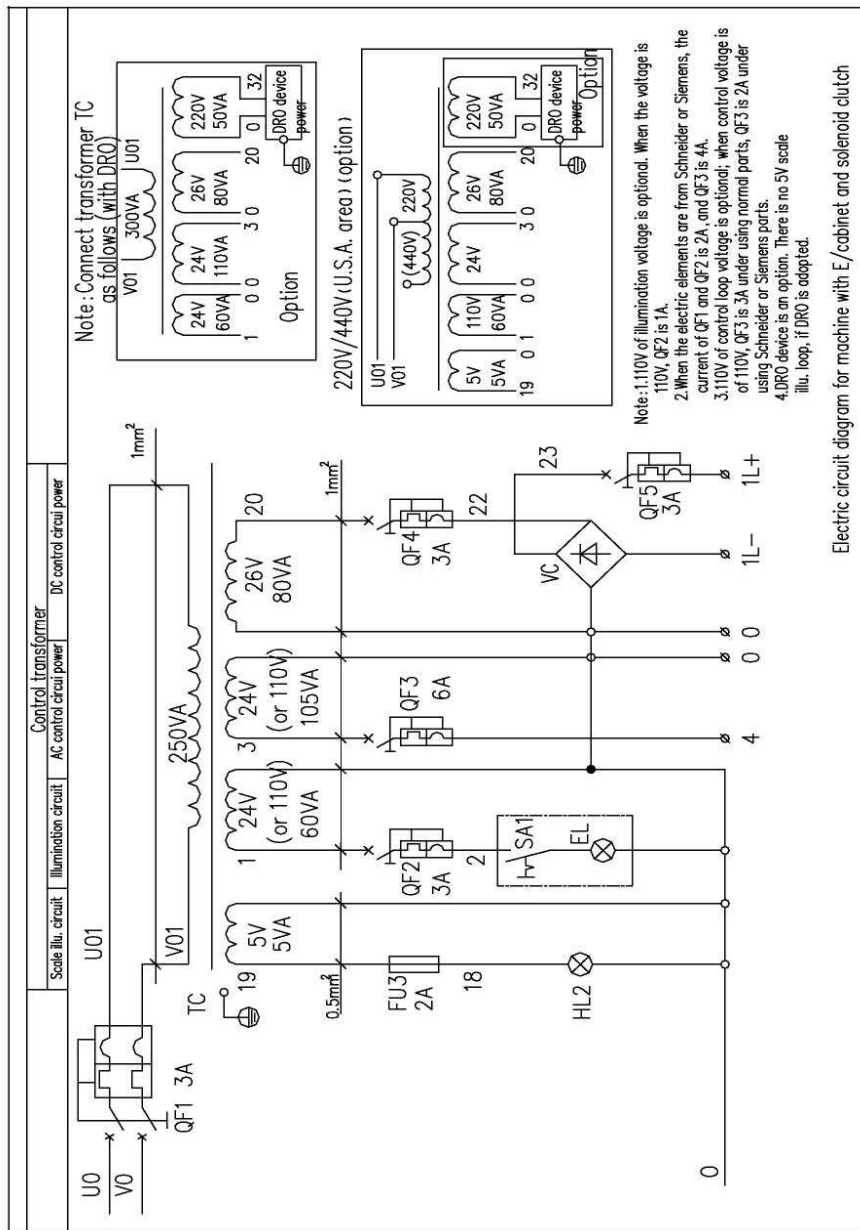 Control transformer
Scale illu. circuit
Illumination circuit
AC control circui power
DC control circui power
U0
V0
QF1 3A
U01
V01
1mm²
TC
250VA
19
5V
5VA
1
24V
(or 110V)
60VA
3
24V
(or 110V)
105VA
26V
80VA
20
0.5mm²
1mm²
FU3
2A
18
HL2
QF2
3A
2
SA1
EL
QF3
6A
QF4
3A
22
VC
23
QF5
3A
0
4
0
0
1L-
1L+
Note:Connect transformer TC
as follows (with DRO)
V01
300VA
U01
24V
60VA
24V
110VA
26V
80VA
220V
50VA
1
0
0
3
0
20
0
32
DRO device
power
Option
220V/440V(U.S.A. area)(option)
U01
V01
(440V)
220V
5V
5VA
110V
60VA
24V
26V
80VA
220V
50VA
19
0
1
0
3
0
20
0
32
DRO device
power
Option
Note:1.110V of illumination voltage is optional. When the voltage is
110V, QF2 is 1A.
2.When the electric elements are from Schneider or Siemens, the
current of QF1 and QF2 is 2A, and QF3 is 4A.
3.110V of control loop voltage is optional; when control voltage is
of 110V, QF3 is 3A under using normal parts, QF3 is 2A under
using Schneider or Siemens parts.
4.DRO device is an option. There is no 5V scale
illu. loop, if DRO is adopted.
Electric circuit diagram for machine with E/cabinet and solenoid clutch